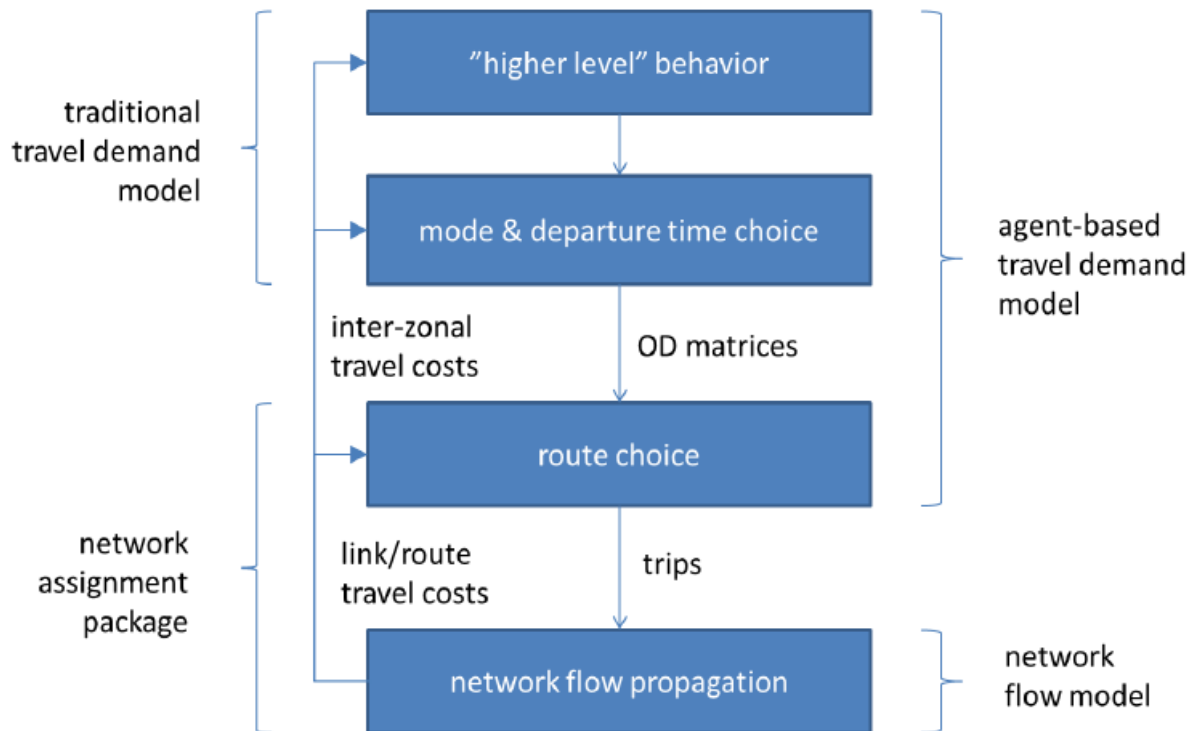 ”higher level” behavior
traditional
travel demand
model
mode & departure time choice
agent-based
travel demand
model
inter-zonal
travel costs
OD matrices
route choice
network
assignment
package
link/route
travel costs
trips
network flow propagation
network
flow model